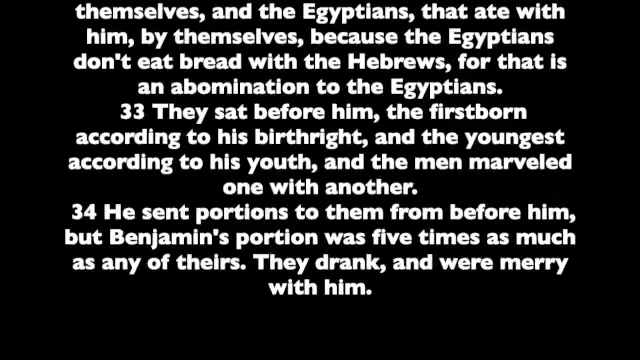 themselves, and the Egyptians, that ate with
him, by themselves, because the Egyptians
don't eat bread with the Hebrews, for that is
an abomination to the Egyptians.
33 They sat before him, the firstborn
according to his birthright, and the youngest
according to his youth, and the men marveled
one with another.
34 He sent portions to them from before him,
but Benjamin's portion was five times as much
as any of theirs. They drank, and were merry
with him.